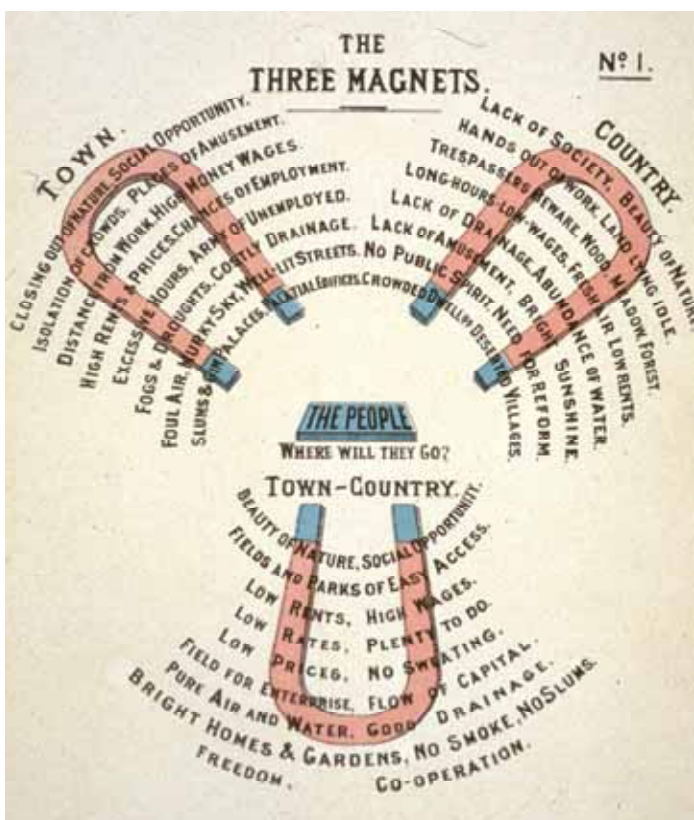 THE
THREE MAGNETS.
Nº 1.
TOWN.
CLOSING OUT OF NATURE. SOCIAL OPPORTUNITY.
ISOLATION OF CROWDS. PLACES OF AMUSEMENT.
DISTANCE FROM WORK. HIGH MONEY WAGES.
HIGH RENTS & PRICES. CHANCES OF EMPLOYMENT.
EXCESSIVE HOURS. ARMY OF UNEMPLOYED.
FOGS & DROUGHTS. COSTLY DRAINAGE.
FOUL AIR. MURKY SKY. WELL-LIT STREETS.
SLUMS & GIN PALACES. PALATIAL EDIFICES.
COUNTRY.
LACK OF SOCIETY. BEAUTY OF NATURE.
HANDS OUT OF WORK. LAND LYING IDLE.
TRESPASSERS BEWARE. WOOD, MEADOW, FOREST.
LONG-HOURS-LOW-WAGES. FRESH AIR. LOW RENTS.
LACK OF DRAINAGE. ABUNDANCE OF WATER.
LACK OF AMUSEMENT. BRIGHT SUNSHINE.
NO PUBLIC SPIRIT. NEED FOR REFORM.
CROWDED DWELLINGS. DESERTED VILLAGES.
THE PEOPLE
WHERE WILL THEY GO?
TOWN-COUNTRY.
BEAUTY OF NATURE, SOCIAL OPPORTUNITY.
FIELDS AND PARKS OF EASY ACCESS.
LOW RENTS, HIGH WAGES.
LOW RATES, PLENTY TO DO.
LOW PRICES, NO SWEATING.
FIELD FOR ENTERPRISE, FLOW OF CAPITAL.
PURE AIR AND WATER, GOOD DRAINAGE.
BRIGHT HOMES & GARDENS, NO SMOKE, NO SLUMS.
FREEDOM. CO-OPERATION.